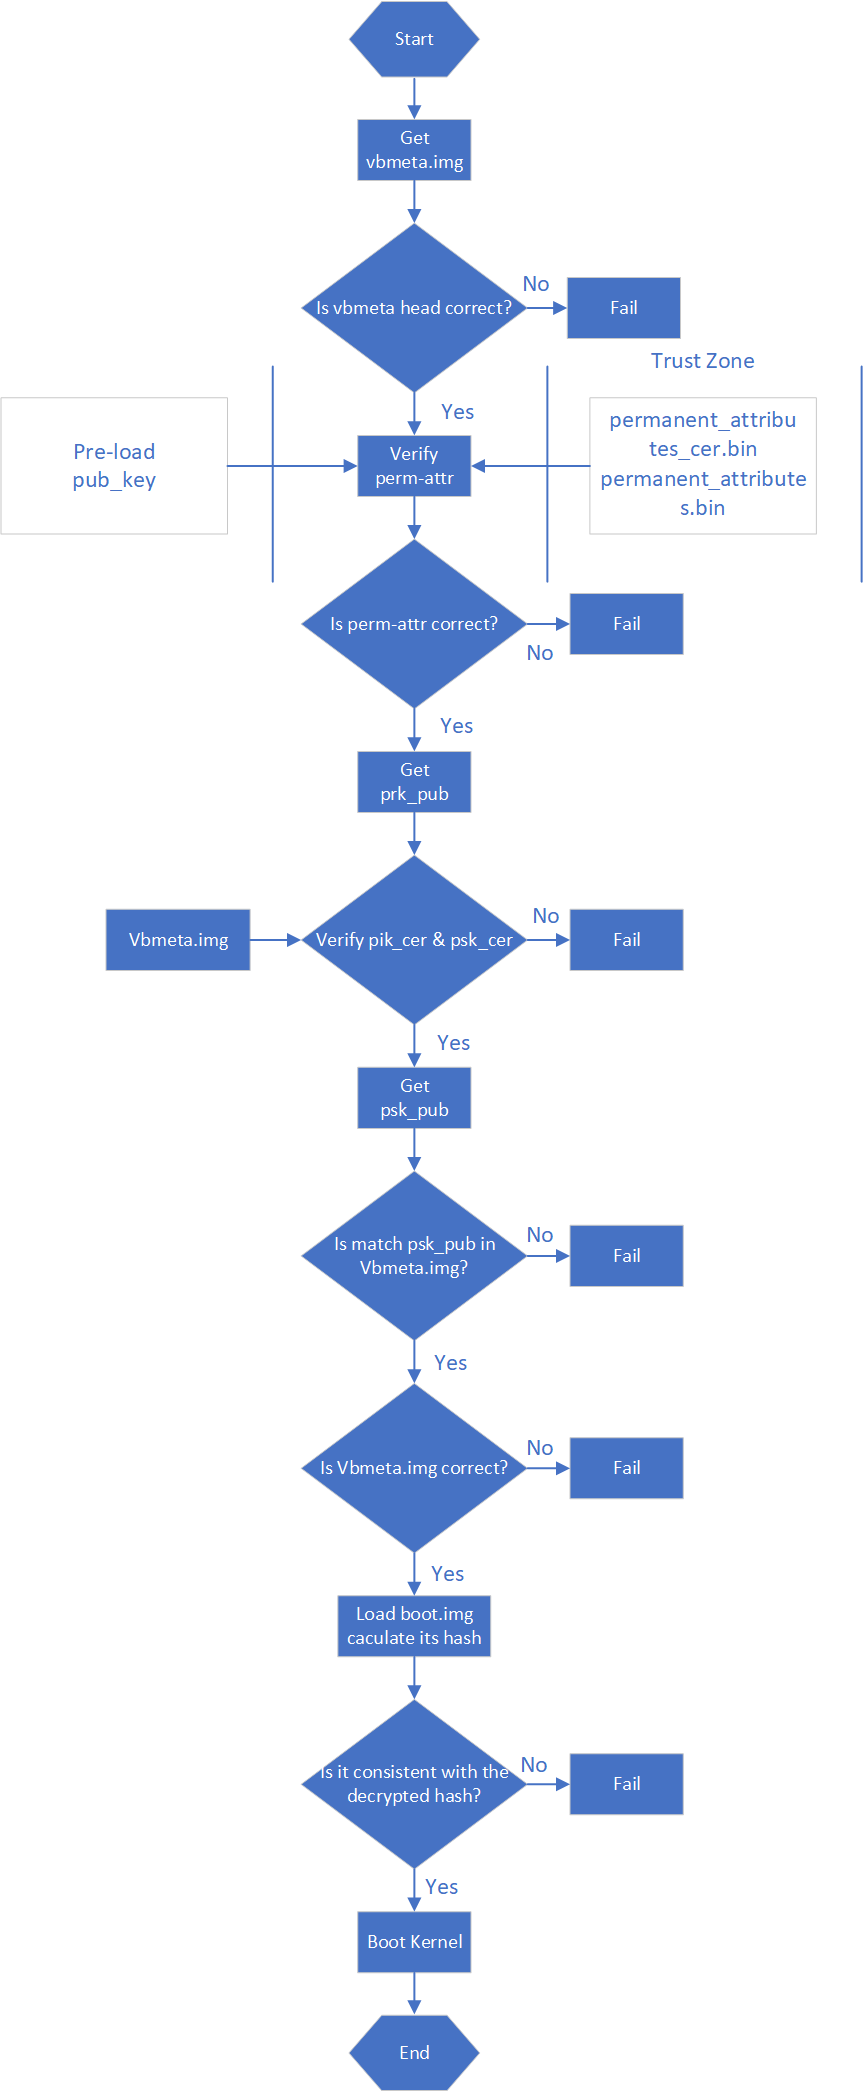 Start
Get
vbmeta.img
Is vbmeta head correct?
No
Fail
Trust Zone
Yes
Pre-load
pub_key
Verify
perm-attr
permanent_attribu
tes_cer.bin
permanent_attribute
s.bin
Is perm-attr correct?
Fail
No
Yes
Get
prk_pub
Vbmeta.img
Verify pik_cer & psk_cer
No
Fail
Yes
Get
psk_pub
Is match psk_pub in
Vbmeta.img?
No
Fail
Yes
Is Vbmeta.img correct?
No
Fail
Yes
Load boot.img
caculate its hash
Is it consistent with the
decrypted hash?
No
Fail
Yes
Boot Kernel
End